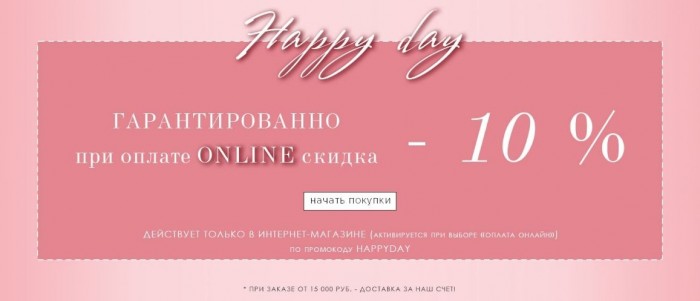 Happy day
ГАРАНТИРОВАННО
при оплате ONLINE скидка
- 10 %
начать покупки
ДЕЙСТВУЕТ ТОЛЬКО В ИНТЕРНЕТ-МАГАЗИНЕ (АКТИВИРУЕТСЯ ПРИ ВЫБОРЕ «ОПЛАТА ОНЛАЙН»)
ПО ПРОМОКОДУ HAPPYDAY
* ПРИ ЗАКАЗЕ ОТ 15 000 РУБ. - ДОСТАВКА ЗА НАШ СЧЕТ!